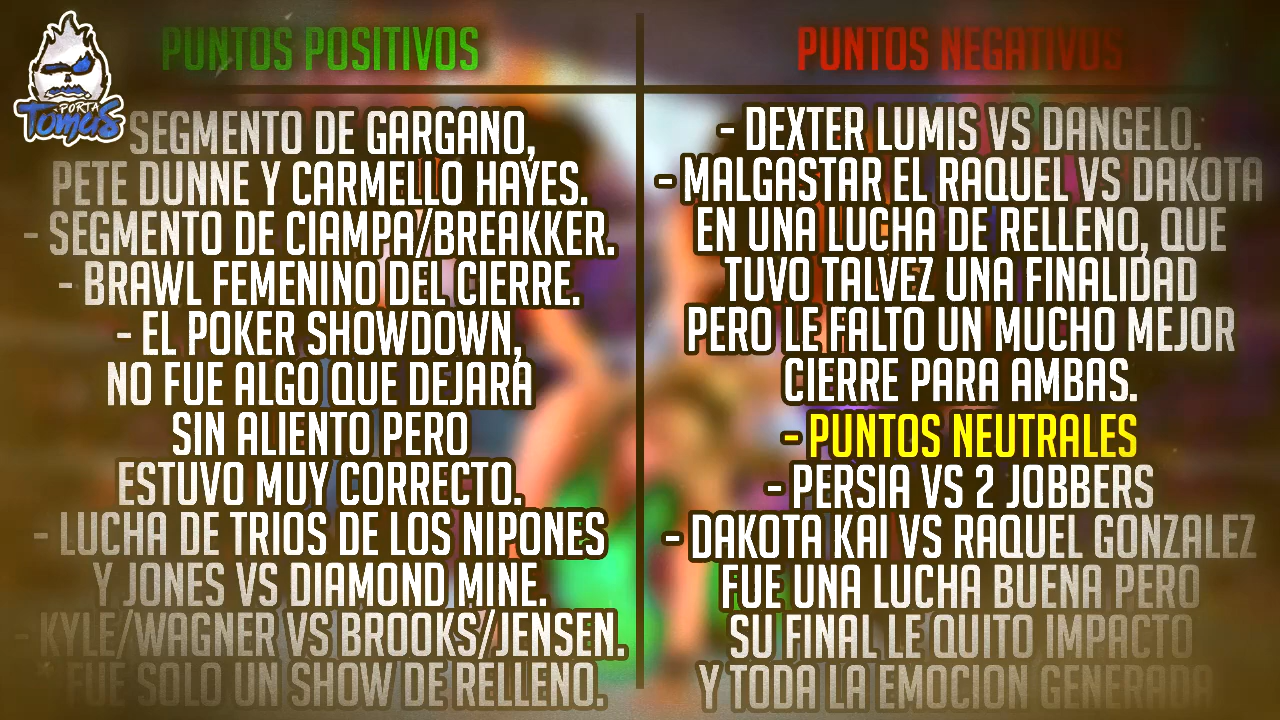 PORTA
Tomás
PUNTOS POSITIVOS
SEGMENTO DE GARGANO,
PETE DUNNE Y CARMELLO HAYES.
- SEGMENTO DE CIAMPA/BREAKKER.
- BRAWL FEMENINO DEL CIERRE.
- EL POKER SHOWDOWN,
NO FUE ALGO QUE DEJARA
SIN ALIENTO PERO
ESTUVO MUY CORRECTO.
- LUCHA DE TRIOS DE LOS NIPONES
Y JONES VS DIAMOND MINE.
- KYLE/WAGNER VS BROOKS/JENSEN.
* FUE SOLO UN SHOW DE RELLENO.
PUNTOS NEGATIVOS
- DEXTER LUMIS VS DANGELO.
- MALGASTAR EL RAQUEL VS DAKOTA
EN UNA LUCHA DE RELLENO, QUE
TUVO TALVEZ UNA FINALIDAD
PERO LE FALTO UN MUCHO MEJOR
CIERRE PARA AMBAS.
- PUNTOS NEUTRALES
- PERSIA VS 2 JOBBERS
- DAKOTA KAI VS RAQUEL GONZALEZ
FUE UNA LUCHA BUENA PERO
SU FINAL LE QUITO IMPACTO
Y TODA LA EMOCION GENERADA